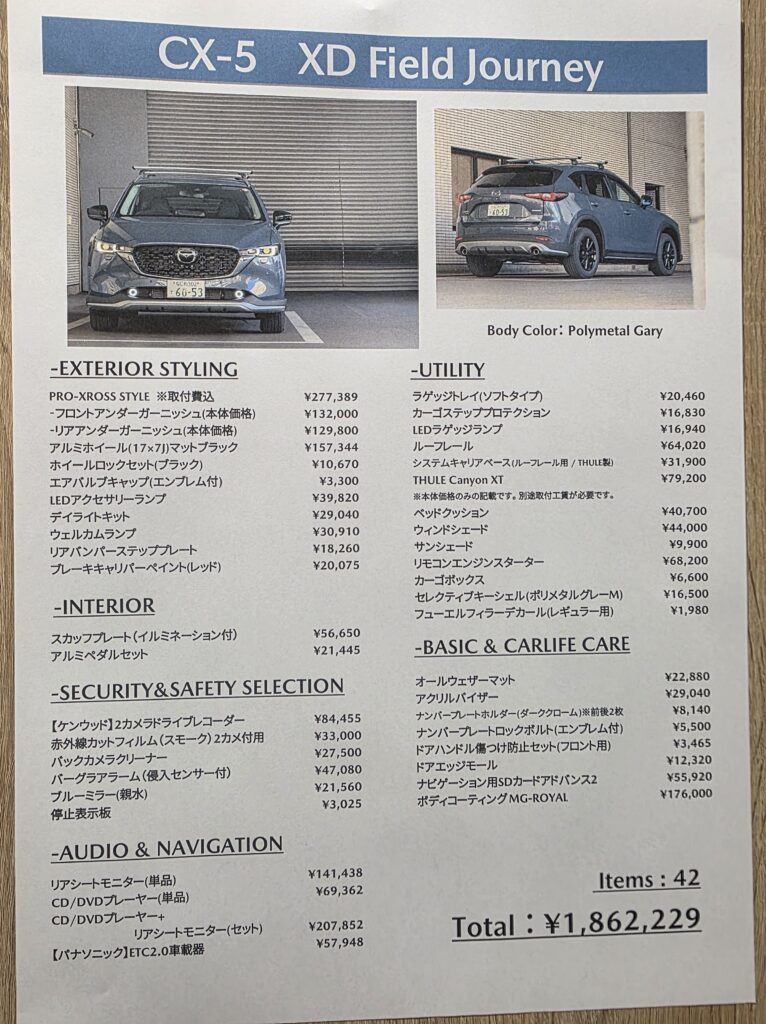 CX-5 XD Field Journey
60-53
60-53
Body Color: Polymetal Gary
-EXTERIOR STYLING
PRO-XROSS STYLE ※取付費込 ¥277,389
-フロントアンダーガーニッシュ(本体価格) ¥132,000
-リアアンダーガーニッシュ(本体価格) ¥129,800
アルミホイール(17×7J)マットブラック ¥157,344
ホイールロックセット(ブラック) ¥10,670
エアバルブキャップ(エンブレム付) ¥3,300
LEDアクセサリーランプ ¥39,820
デイライトキット ¥29,040
ウェルカムランプ ¥30,910
リアバンパーステッププレート ¥18,260
ブレーキキャリパーペイント(レッド) ¥20,075
-INTERIOR
スカッフプレート(イルミネーション付) ¥56,650
アルミペダルセット ¥21,445
-SECURITY&SAFETY SELECTION
【ケンウッド】2カメラドライブレコーダー ¥84,455
赤外線カットフィルム(スモーク) 2カメ付用 ¥33,000
バックカメラクリーナー ¥27,500
バーグラアラーム(侵入センサー付) ¥47,080
ブルーミラー(親水) ¥21,560
停止表示板 ¥3,025
-AUDIO & NAVIGATION
リアシートモニター(単品) ¥141,438
CD/DVDプレーヤー(単品) ¥69,362
CD/DVDプレーヤー+
リアシートモニター(セット) ¥207,852
【パナソニック】ETC2.0車載器 ¥57,948
-UTILITY
ラゲッジトレイ(ソフトタイプ) ¥20,460
カーゴステッププロテクション ¥16,830
LEDラゲッジランプ ¥16,940
ルーフレール ¥64,020
システムキャリアベース(ルーフレール用 / THULE製) ¥31,900
THULE Canyon XT ¥79,200
※本体価格のみの記載です。別途取付工賃が必要です。
ペッドクッション ¥40,700
ウィンドシェード ¥44,000
サンシェード ¥9,900
リモコンエンジンスターター ¥68,200
カーゴボックス ¥6,600
セレクティブキーシェル(ポリメタルグレーM) ¥16,500
フューエルフィラーデカール(レギュラー用) ¥1,980
-BASIC & CARLIFE CARE
オールウェザーマット ¥22,880
アクリルバイザー ¥29,040
ナンバープレートホルダー(ダーククローム)※前後2枚 ¥8,140
ナンバープレートロックボルト(エンブレム付) ¥5,500
ドアハンドル傷つけ防止セット(フロント用) ¥3,465
ドアエッジモール ¥12,320
ナビゲーション用SDカードアドバンス2 ¥55,920
ボディコーティングMG-ROYAL ¥176,000
Items : 42
Total : ¥1,862,229